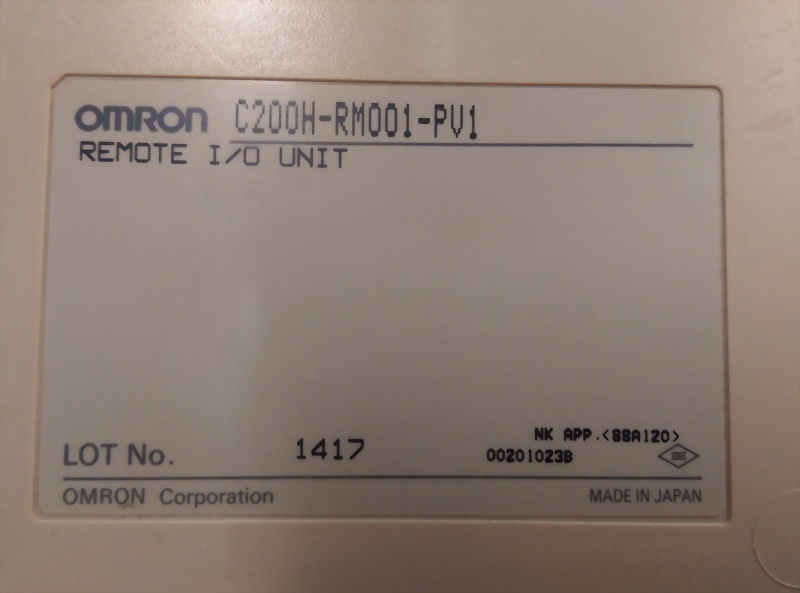 OMRON C200H-RM001-PV1
REMOTE I/O UNIT
NK APP.<88A120>
LOT No. 1417 00201023B
OMRON Corporation MADE IN JAPAN